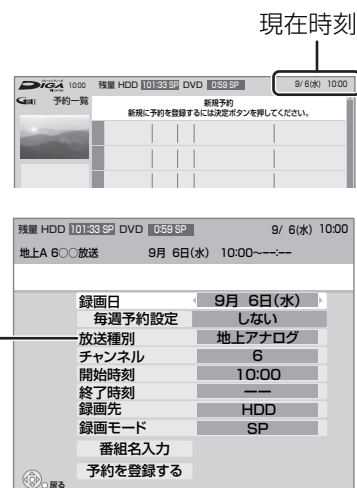 現在時刻
DIGA 1000 残量 HDD 101:33 SP DVD 0:59 SP 9/ 6(水) 10:00
予約一覧
新規予約
新規に予約を登録するには決定ボタンを押してください。
残量 HDD 101:33 SP DVD 0:59 SP 9/ 6(水) 10:00
地上A 6○○放送 9月 6日(水) 10:00~--:--
録画日 9月 6日(水)
毎週予約設定 しない
放送種別 地上アナログ
チャンネル 6
開始時刻 10:00
終了時刻 ーー
録画先 HDD
録画モード SP
番組名入力
予約を登録する
戻る